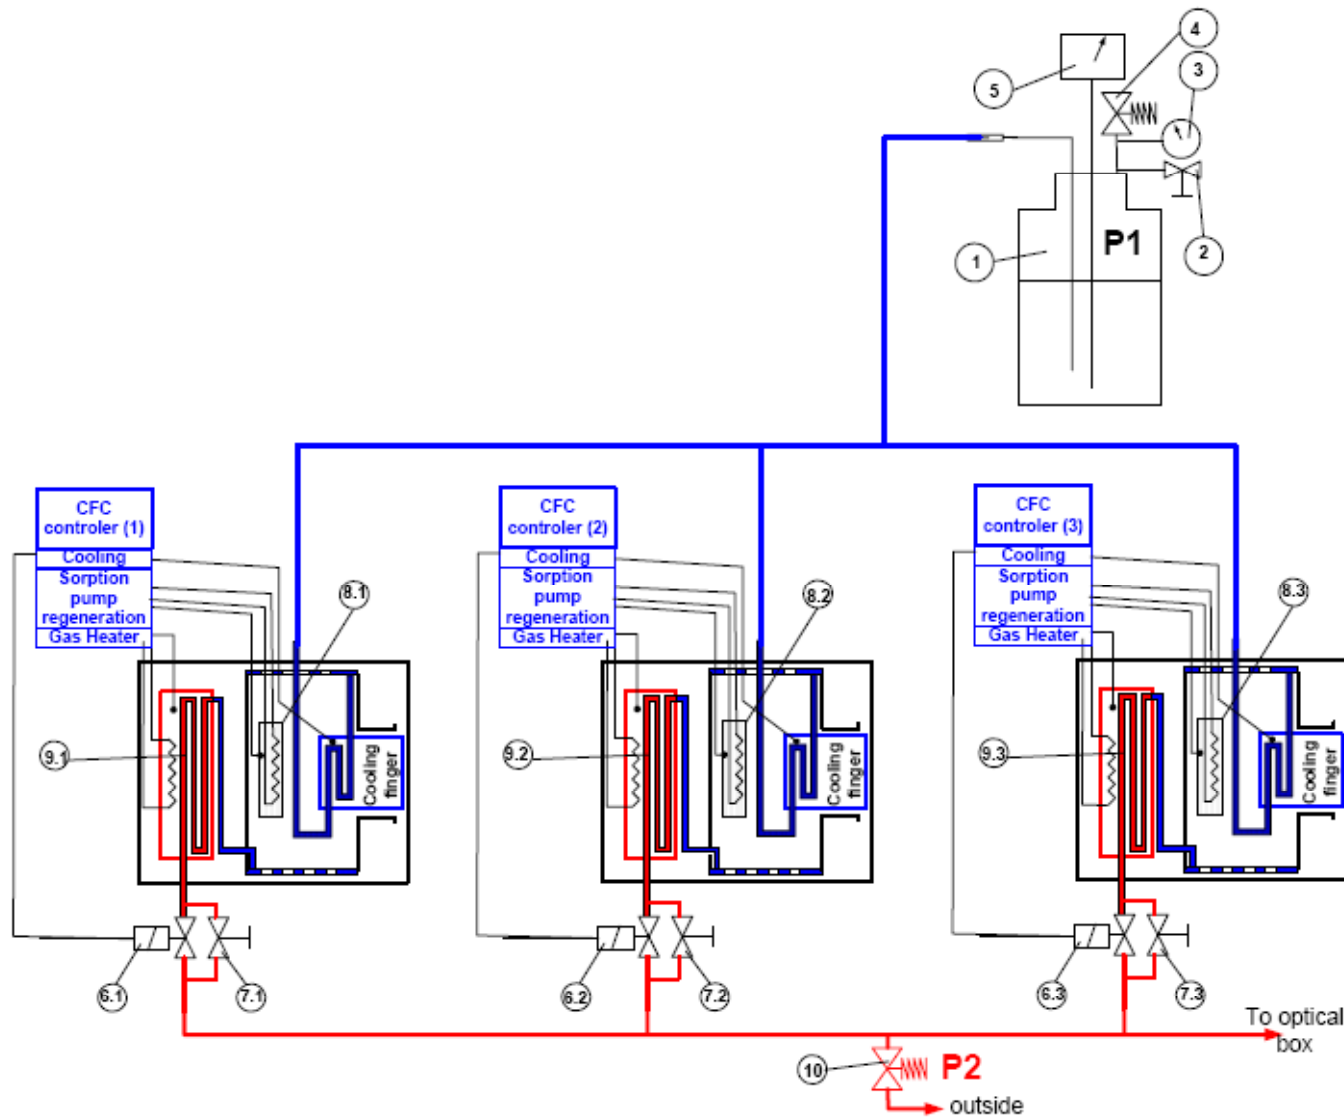 4
5
3
P1
1
2
CFC
controler (1)
Cooling
Sorption
pump
regeneration
Gas Heater
CFC
controler (2)
Cooling
Sorption
pump
regeneration
Gas Heater
CFC
controler (3)
Cooling
Sorption
pump
regeneration
Gas Heater
8.1
8.2
8.3
9.1
Cooling
finger
9.2
Cooling
finger
9.3
Cooling
finger
6.1
7.1
6.2
7.2
6.3
7.3
To optical
box
10
P2
outside